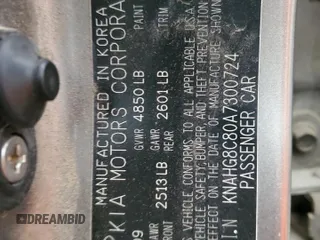 MANUFACTURED IN KOREA
KIA MOTORS CORPORA
GVWR 4850 LB PAINT
09
2513 LB GAWR 2601 LB TRIM
FRONT REAR
VEHICLE CONFORMS TO ALL APPLICABLE US
VEHICLE SAFETY, BUMPER, AND THEFT PREVENTION
EFFECT ON THE DATE OF MANUFACTURE SHOWN
I.N KNAHG8C80A7300724
PASSENGER CAR
DREAMBID